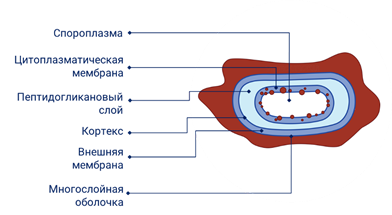 Спороплазма
Цитоплазматическая
мембрана
Пептидогликановый
слой
Кортекс
Внешняя
мембрана
Многослойная
оболочка